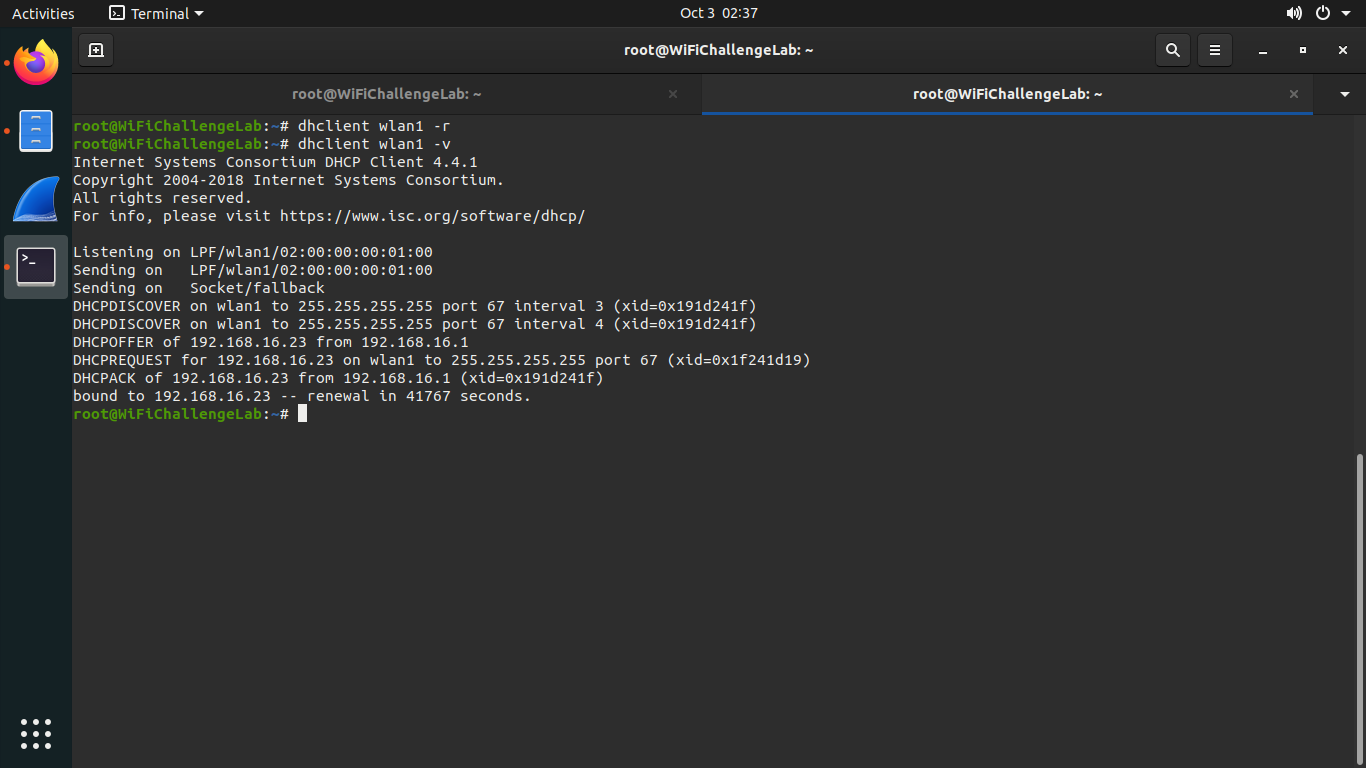 Activities
Terminal
Oct 3 02:37
root@WiFiChallengeLab: ~
root@WiFiChallengeLab: ~
root@WiFiChallengeLab: ~
root@WiFiChallengeLab:~# dhclient wlan1 -r
root@WiFiChallengeLab:~# dhclient wlan1 -v
Internet Systems Consortium DHCP Client 4.4.1
Copyright 2004-2018 Internet Systems Consortium.
All rights reserved.
For info, please visit https://www.isc.org/software/dhcp/
Listening on LPF/wlan1/02:00:00:00:01:00
Sending on   LPF/wlan1/02:00:00:00:01:00
Sending on   Socket/fallback
DHCPDISCOVER on wlan1 to 255.255.255.255 port 67 interval 3 (xid=0x191d241f)
DHCPDISCOVER on wlan1 to 255.255.255.255 port 67 interval 4 (xid=0x191d241f)
DHCPOFFER of 192.168.16.23 from 192.168.16.1
DHCPREQUEST for 192.168.16.23 on wlan1 to 255.255.255.255 port 67 (xid=0x1f241d19)
DHCPACK of 192.168.16.23 from 192.168.16.1 (xid=0x191d241f)
bound to 192.168.16.23 -- renewal in 41767 seconds.
root@WiFiChallengeLab:~#